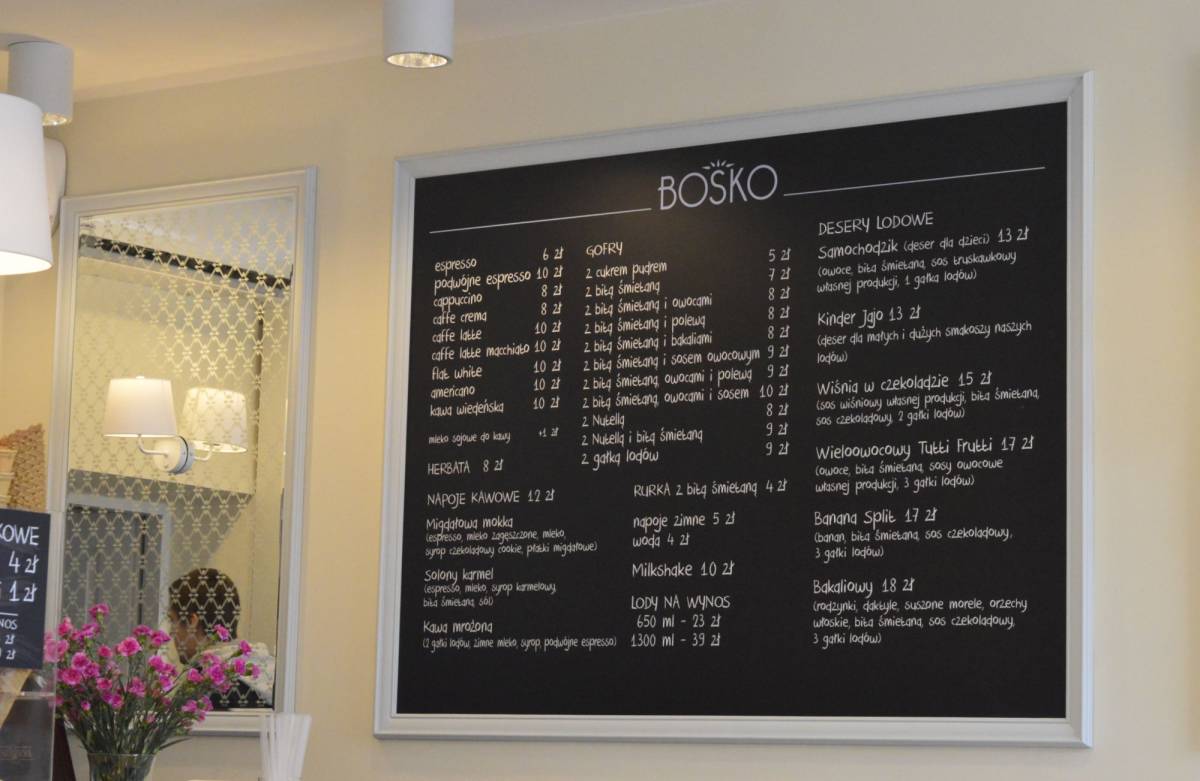 BOSKO
espresso 6 zł
podwójne espresso 10 zł
cappuccino 8 zł
caffe crema 8 zł
caffe latte 10 zł
caffe latte macchiato 10 zł
flat white 10 zł
americano 10 zł
kawa wiedeńska 10 zł
mleko sojowe do kawy +1 zł
HERBATA 8 zł
NAPOJE KAWOWE 12 zł
Migdałowa mokka
(espresso, mleko zagęszczone, mleko,
syrop czekoladowy cookie, płatki migdałowe)
Solony karmel
(espresso, mleko, syrop karmelowy,
bita śmietana, sól)
Kawa mrożona
(2 gałki lodów, zimne mleko, syrop, podwójne espresso)
GOFRY
z cukrem pudrem 5 zł
z bitą śmietaną 7 zł
z bitą śmietaną i owocami 8 zł
z bitą śmietaną i polewą 8 zł
z bitą śmietaną i bakaliami 8 zł
z bitą śmietaną i sosem owocowym 9 zł
z bitą śmietaną, owocami i polewą 9 zł
z bitą śmietaną, owocami i sosem 10 zł
z Nutellą 8 zł
z Nutellą i bitą śmietaną 9 zł
z gałką lodów 9 zł
RURKA z bitą śmietaną 4 zł
napoje zimne 5 zł
woda 4 zł
Milkshake 10 zł
LODY NA WYNOS
650 ml - 23 zł
1300 ml - 39 zł
DESERY LODOWE
Samochodzik (deser dla dzieci) 13 zł
(owoce, bita śmietana, sos truskawkowy
własnej produkcji, 1 gałka lodów)
Kinder Jajo 13 zł
(deser dla małych i dużych smakoszy naszych
lodów)
Wiśnia w czekoladzie 15 zł
(sos wiśniowy własnej produkcji, bita śmietana,
sos czekoladowy, 2 gałki lodów)
Wieloowocowy Tutti Frutti 17 zł
(owoce, bita śmietana, sosy owocowe
własnej produkcji, 3 gałki lodów)
Banana Split 17 zł
(banan, bita śmietana, sos czekoladowy,
3 gałki lodów)
Bakaliowy 18 zł
(rodzynki, daktyle, suszone morele, orzechy
włoskie, bita śmietana, sos czekoladowy,
3 gałki lodów)
KOWE
4 zł
1 zł
NOS
zł
zł